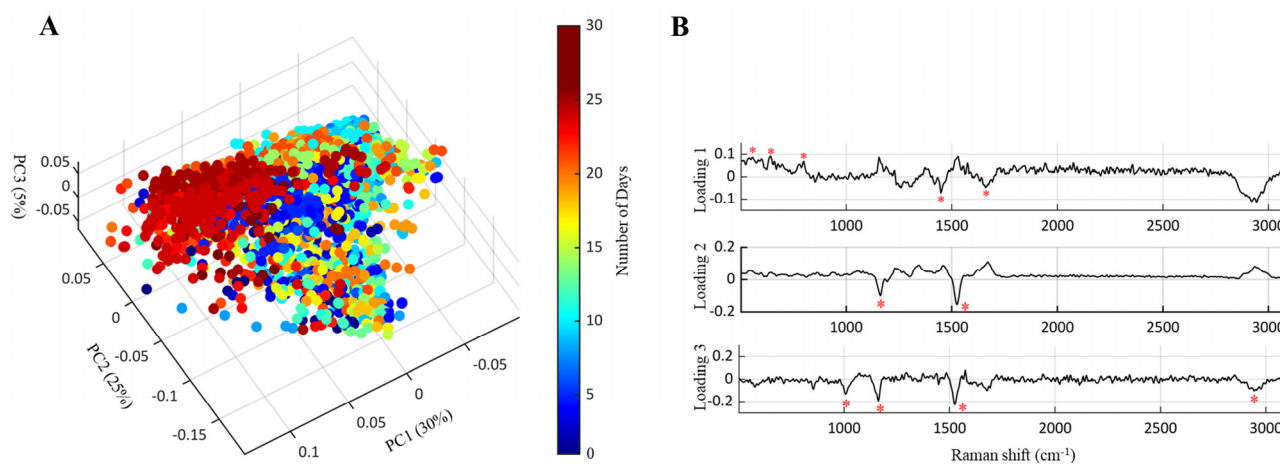 A
PC3 (5%)
0.05
0
-0.05
0.05
0
-0.05
-0.1
-0.15
PC2 (25%)
0.1
0.05
0
-0.05
PC1 (30%)
30
25
20
15
10
5
0
Number of Days
B
Loading 1
0.1
0
-0.1
* * *
* *
1000 1500 2000 2500 3000
Loading 2
0.2
0
-0.2
* *
1000 1500 2000 2500 3000
Loading 3
0
-0.2
* * * *
1000 1500 2000 2500 3000
Raman shift (cm-1)